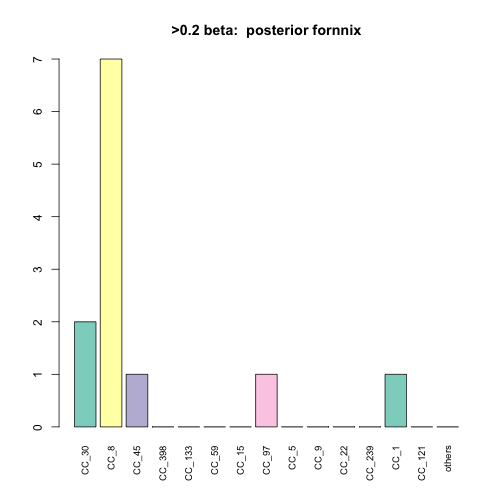 >0.2 beta:  posterior fornnix
7
6
5
4
3
2
1
0
CC_30
CC_8
CC_45
CC_398
CC_133
CC_59
CC_15
CC_97
CC_5
CC_9
CC_22
CC_239
CC_1
CC_121
others